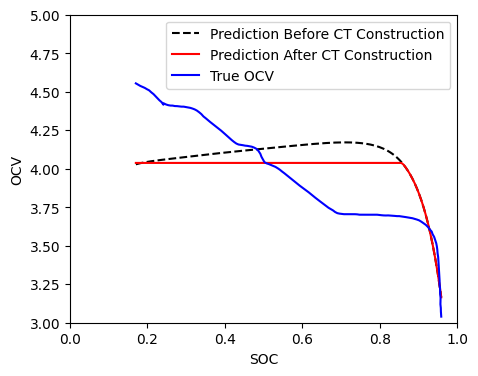 5.00
4.75
4.50
4.25
4.00
3.75
3.50
3.25
3.00
OCV
Prediction Before CT Construction
Prediction After CT Construction
True OCV
0.0 0.2 0.4 0.6 0.8 1.0
SOC